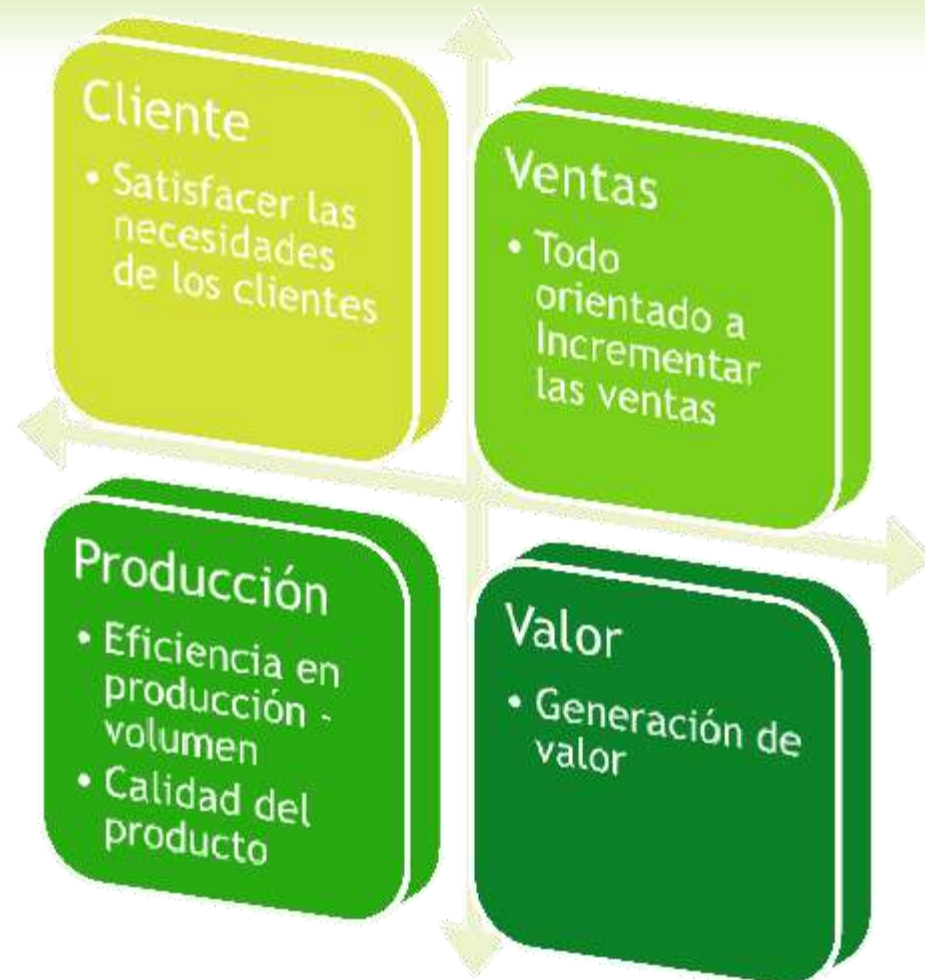 Cliente
• Satisfacer las
necesidades
de los clientes
Ventas
• Todo
orientado a
Incrementar
las ventas
Producción
• Eficiencia en
producción -
volumen
• Calidad del
producto
Valor
• Generación de
valor